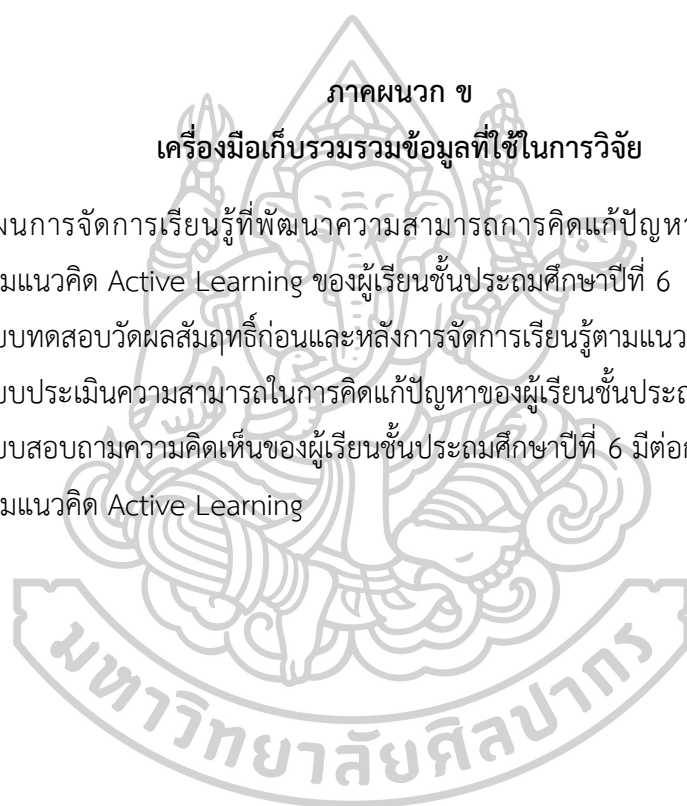 ภาคผนวก ข
เครื่องมือเก็บรวมรวมข้อมูลที่ใช้ในการวิจัย
ผนการจัดการเรียนรู้ที่พัฒนาความสามารถการคิดแก้ปัญหา
มแนวคิด Active Learning ของผู้เรียนชั้นประถมศึกษาปีที่ 6
บบทดสอบวัดผลสัมฤทธิ์ก่อนและหลังการจัดการเรียนรู้ตามแนว
บบประเมินความสามารถในการคิดแก้ปัญหาของผู้เรียนชั้นประถ
บบสอบถามความคิดเห็นของผู้เรียนชั้นประถมศึกษาปีที่ 6 มีต่อ
มแนวคิด Active Learning
มหาวิทยาลัยศิลปากร